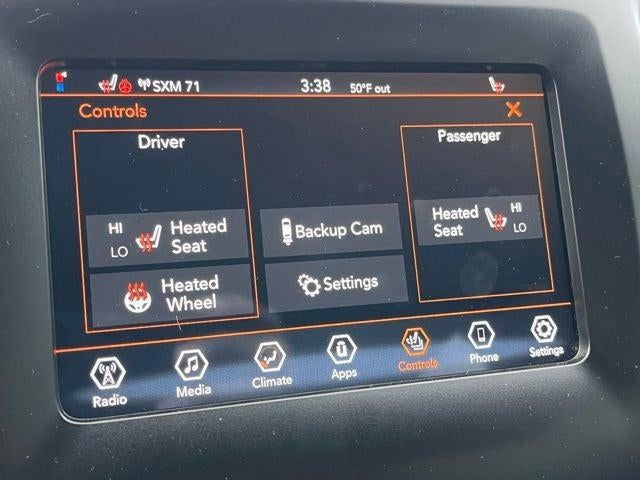 SXM 71 3:38 50°F out
Controls
Driver
Passenger
HI
LO
Heated
Seat
Backup Cam
Heated
Seat
HI
LO
Heated
Wheel
Settings
Radio
Media
Climate
Apps
Controls
Phone
Settings